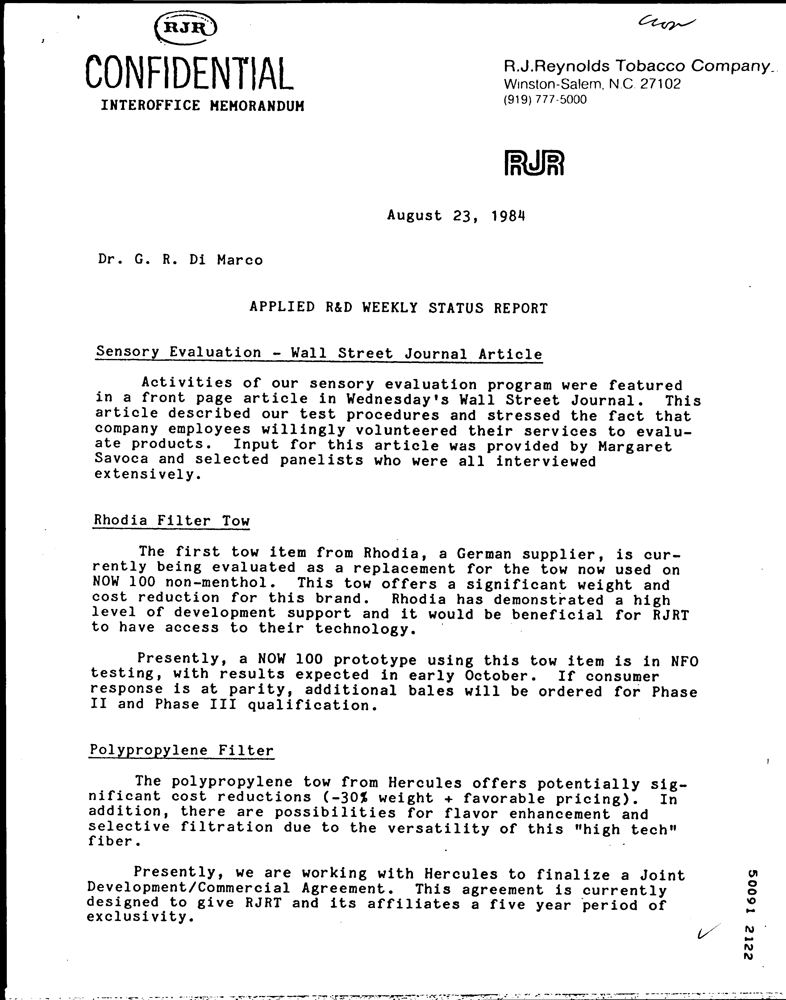 RJR
CONFIDENTIAL
INTEROFFICE MEMORANDUM
R.J.Reynolds Tobacco Company
Winston-Salem, N.C. 27102
(919) 777-5000
RJR
August 23, 1984
Dr. G. R. Di Marco
APPLIED R&D WEEKLY STATUS REPORT
Sensory Evaluation - Wall Street Journal Article
Activities of our sensory evaluation program were featured
in a front page article in Wednesday's Wall Street Journal. This
article described our test procedures and stressed the fact that
company employees willingly volunteered their services to evalu-
ate products. Input for this article was provided by Margaret
Savoca and selected panelists who were all interviewed
extensively.
Rhodia Filter Tow
The first tow item from Rhodia, a German supplier, is cur-
rently being evaluated as a replacement for the tow now used on
NOW 100 non-menthol. This tow offers a significant weight and
cost reduction for this brand. Rhodia has demonstrated a high
level of development support and it would be beneficial for RJRT
to have access to their technology.
Presently, a NOW 100 prototype using this tow item is in NFO
testing, with results expected in early October. If consumer
response is at parity, additional bales will be ordered for Phase
II and Phase III qualification.
Polypropylene Filter
The polypropylene tow from Hercules offers potentially sig-
nificant cost reductions (-30% weight + favorable pricing). In
addition, there are possibilities for flavor enhancement and
selective filtration due to the versatility of this "high tech"
fiber.
Presently, we are working with Hercules to finalize a Joint
Development/Commercial Agreement. This agreement is currently
designed to give RJRT and its affiliates a five year period of
exclusivity.
50091 2122